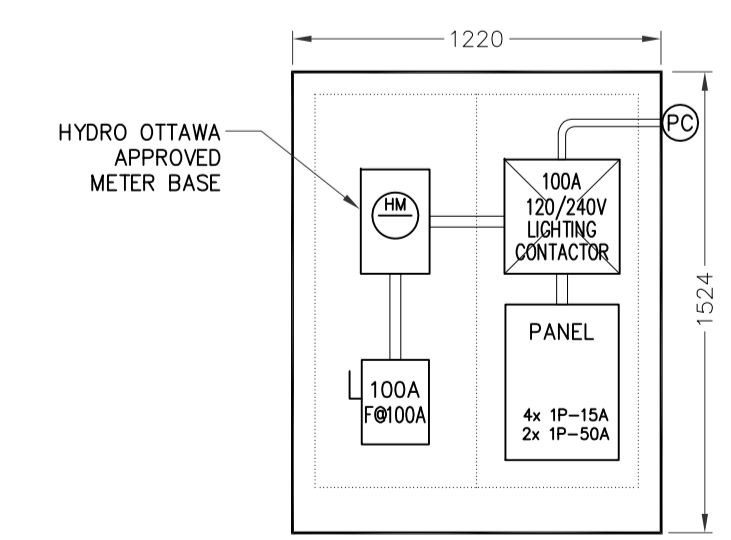 1220
HYDRO OTTAWA
APPROVED
METER BASE
PC
HM
100A
120/240V
LIGHTING
CONTACTOR
1524
PANEL
100A
F@100A
4x 1P-15A
2x 1P-50A